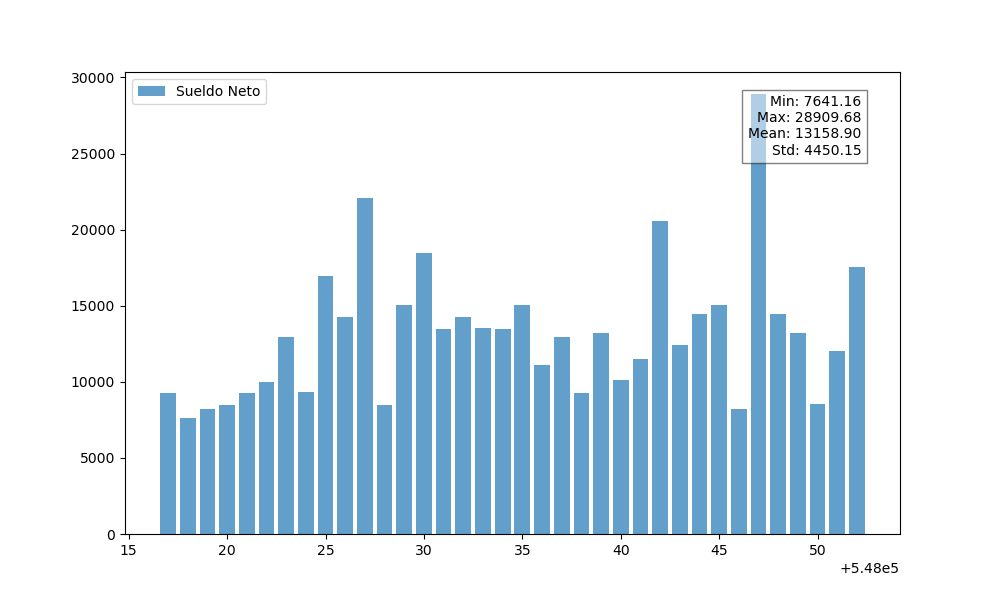 Sueldo Neto
Min: 7641.16
Max: 28909.68
Mean: 13158.90
Std: 4450.15
30000
25000
20000
15000
10000
5000
0
15 20 25 30 35 40 45 50
+5.48e5